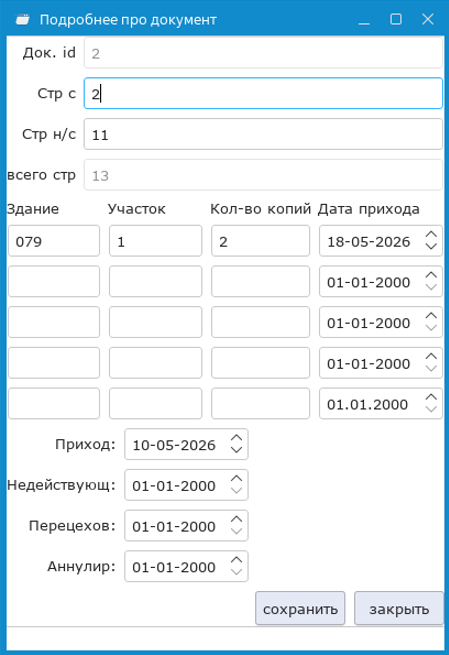 Подробнее про документ
Док. id 2
Стр с 2
Стр н/с 11
всего стр 13
Здание Участок Кол-во копий Дата прихода
079 1 2 18-05-2026
01-01-2000
01-01-2000
01-01-2000
01.01.2000
Приход: 10-05-2026
Недействующ: 01-01-2000
Перецехов: 01-01-2000
Аннулир: 01-01-2000
сохранить закрыть